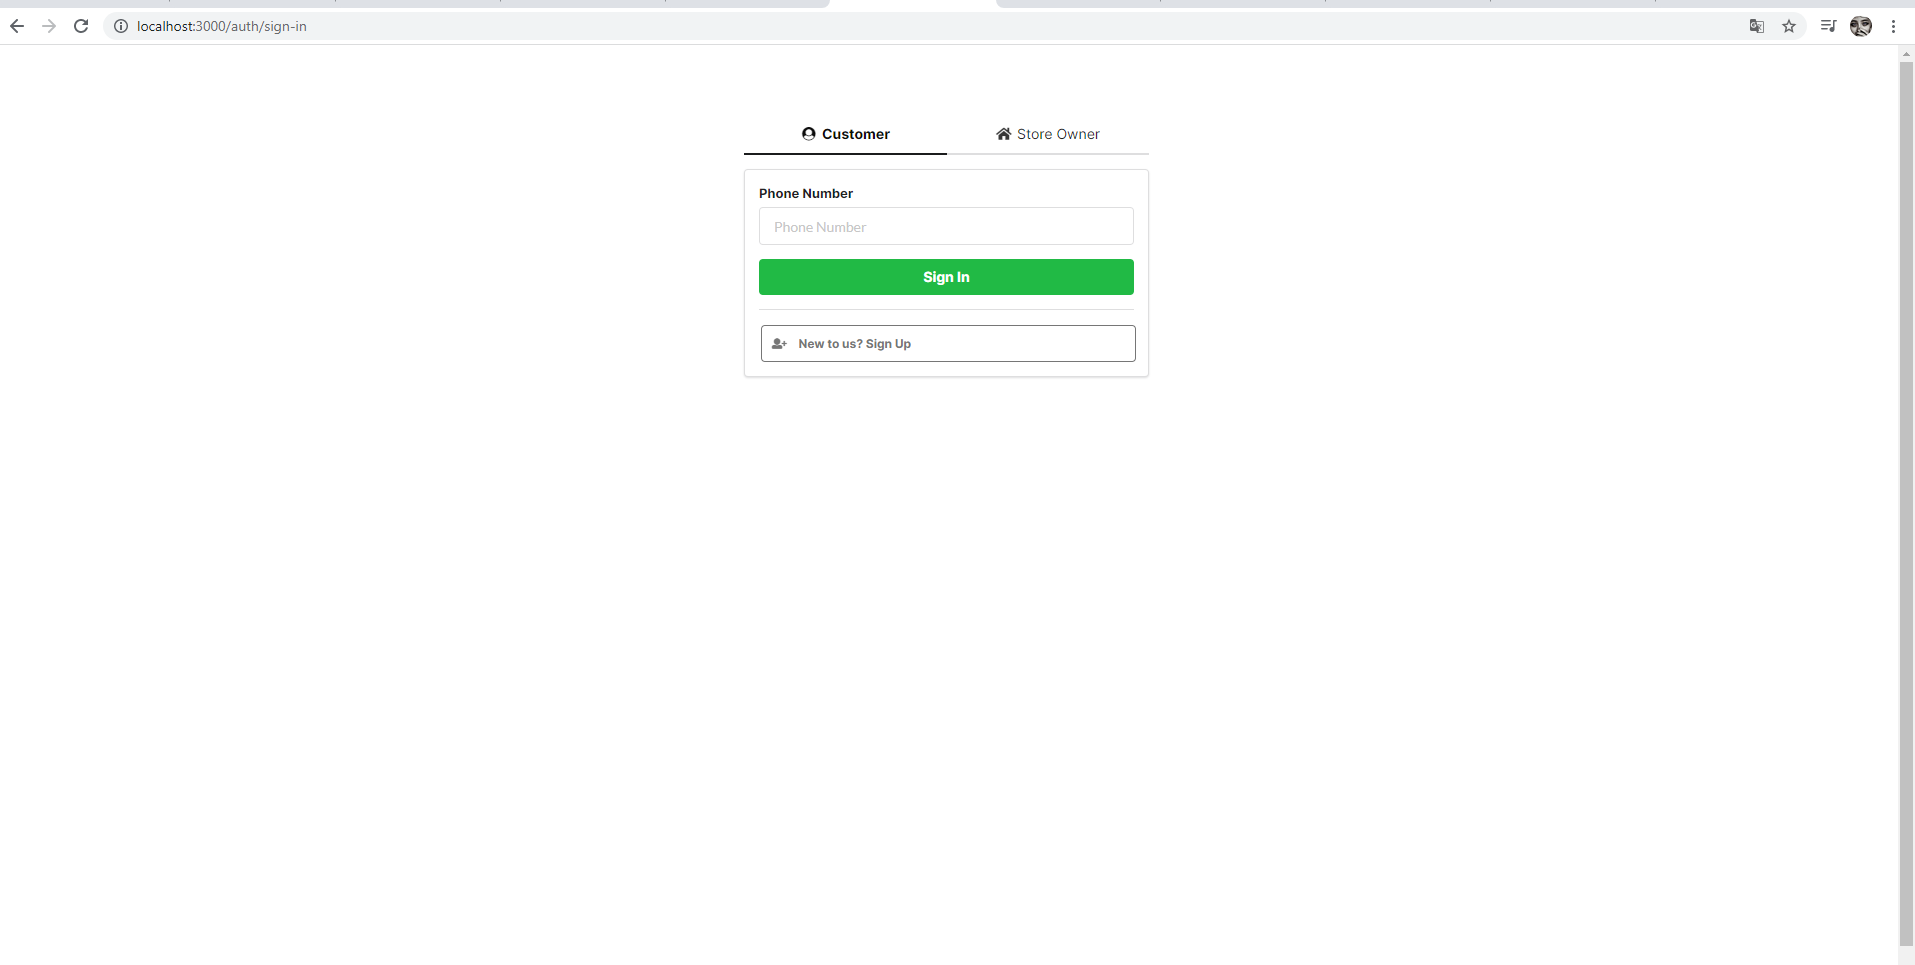 localhost:3000/auth/sign-in
Customer
Store Owner
Phone Number
Phone Number
Sign In
New to us? Sign Up